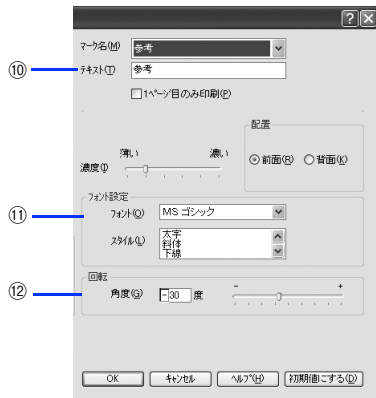 マーク名(M) 参考
⑩ テキスト(T) 参考
1ページ目のみ印刷(P)
配置
薄い 濃い
濃度(I)
前面(R) 背面(K)
フォント設定
⑪ フォント(O) MS ゴシック
スタイル(L) 太字
斜体
下線
回転
⑫ 角度(G) -30 度 - +
OK キャンセル ヘルプ(H) 初期値にする(D)